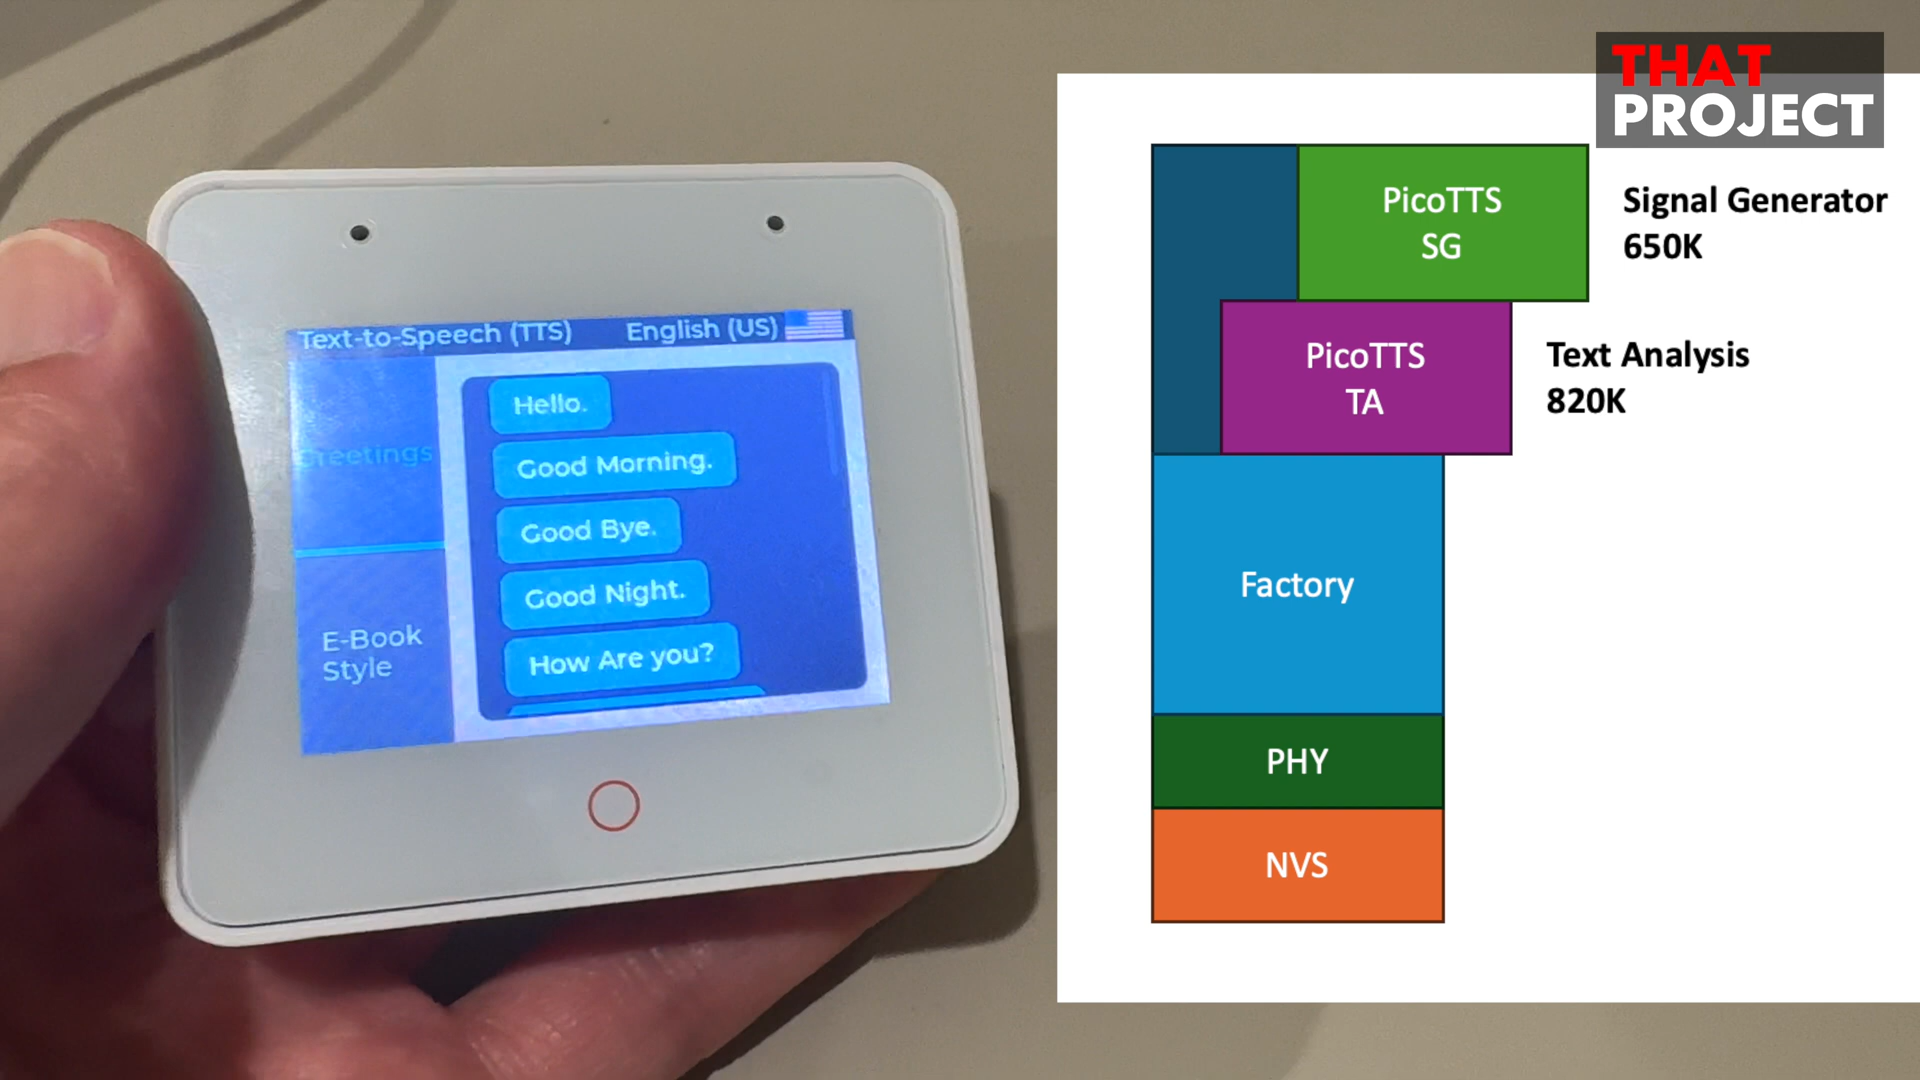 THAT
PROJECT
Text-to-Speech (TTS) English (US)
Greetings
E-Book
Style
Hello.
Good Morning.
Good Bye.
Good Night.
How Are you?
PicoTTS
SG
Signal Generator
650K
PicoTTS
TA
Text Analysis
820K
Factory
PHY
NVS